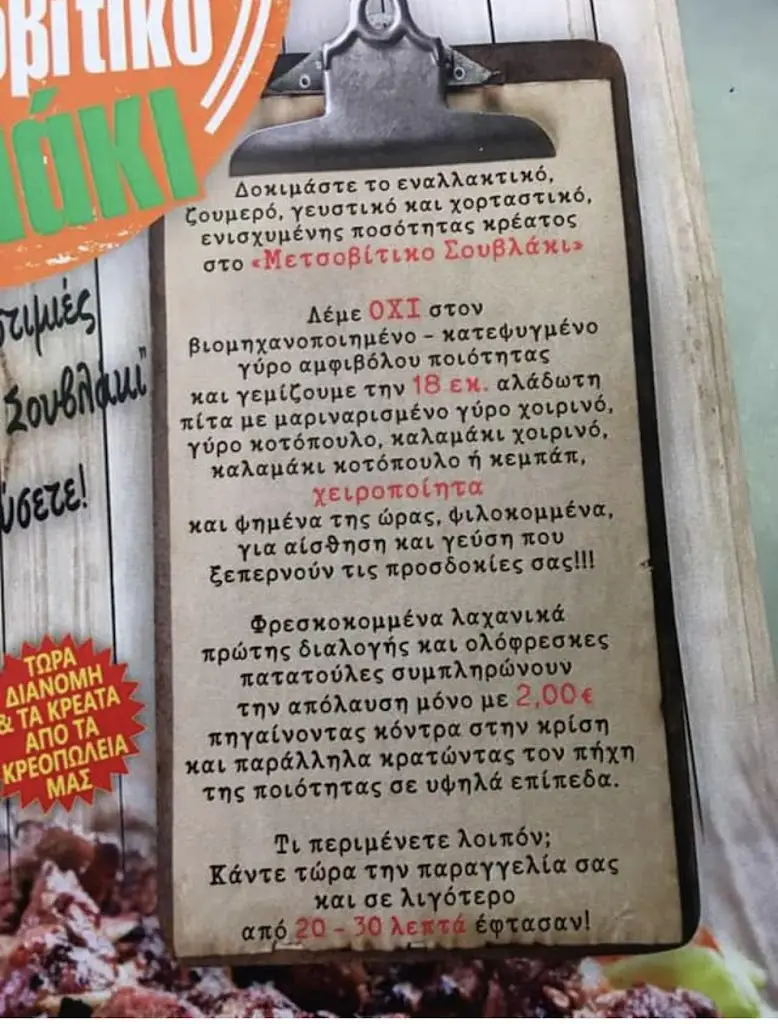 άκι
Δοκιμάστε το εναλλακτικό,
ζουμερό, γευστικό και χορταστικό,
ενισχυμένης ποσότητας κρέατος
στο «Μετσοβίτικο Σουβλάκι»
Λέμε ΟΧΙ στον
βιομηχανοποιημένο - κατεψυγμένο
γύρο αμφιβόλου ποιότητας
και γεμίζουμε την 18 εκ. αλάδωτη
πίτα με μαριναρισμένο γύρο χοιρινό,
γύρο κοτόπουλο, καλαμάκι χοιρινό,
καλαμάκι κοτόπουλο ή κεμπάπ,
χειροποίητα
και ψημένα της ώρας, ψιλοκομμένα,
για αίσθηση και γεύση που
ξεπερνούν τις προσδοκίες σας!!!
Φρεσκοκομμένα λαχανικά
πρώτης διαλογής και ολόφρεσκες
πατατούλες συμπληρώνουν
την απόλαυση μόνο με 2,00€
πηγαίνοντας κόντρα στην κρίση
και παράλληλα κρατώντας τον πήχη
της ποιότητας σε υψηλά επίπεδα.
Τι περιμένετε λοιπόν;
Κάντε τώρα την παραγγελία σας
και σε λιγότερο
από 20 - 30 λεπτά έφτασαν!
Σουβλάκι"
ΤΩΡΑ
ΔΙΑΝΟΜΗ
& ΤΑ ΚΡΕΑΤΑ
ΑΠΟ ΤΑ
ΚΡΕΟΠΩΛΕΙΑ
ΜΑΣ